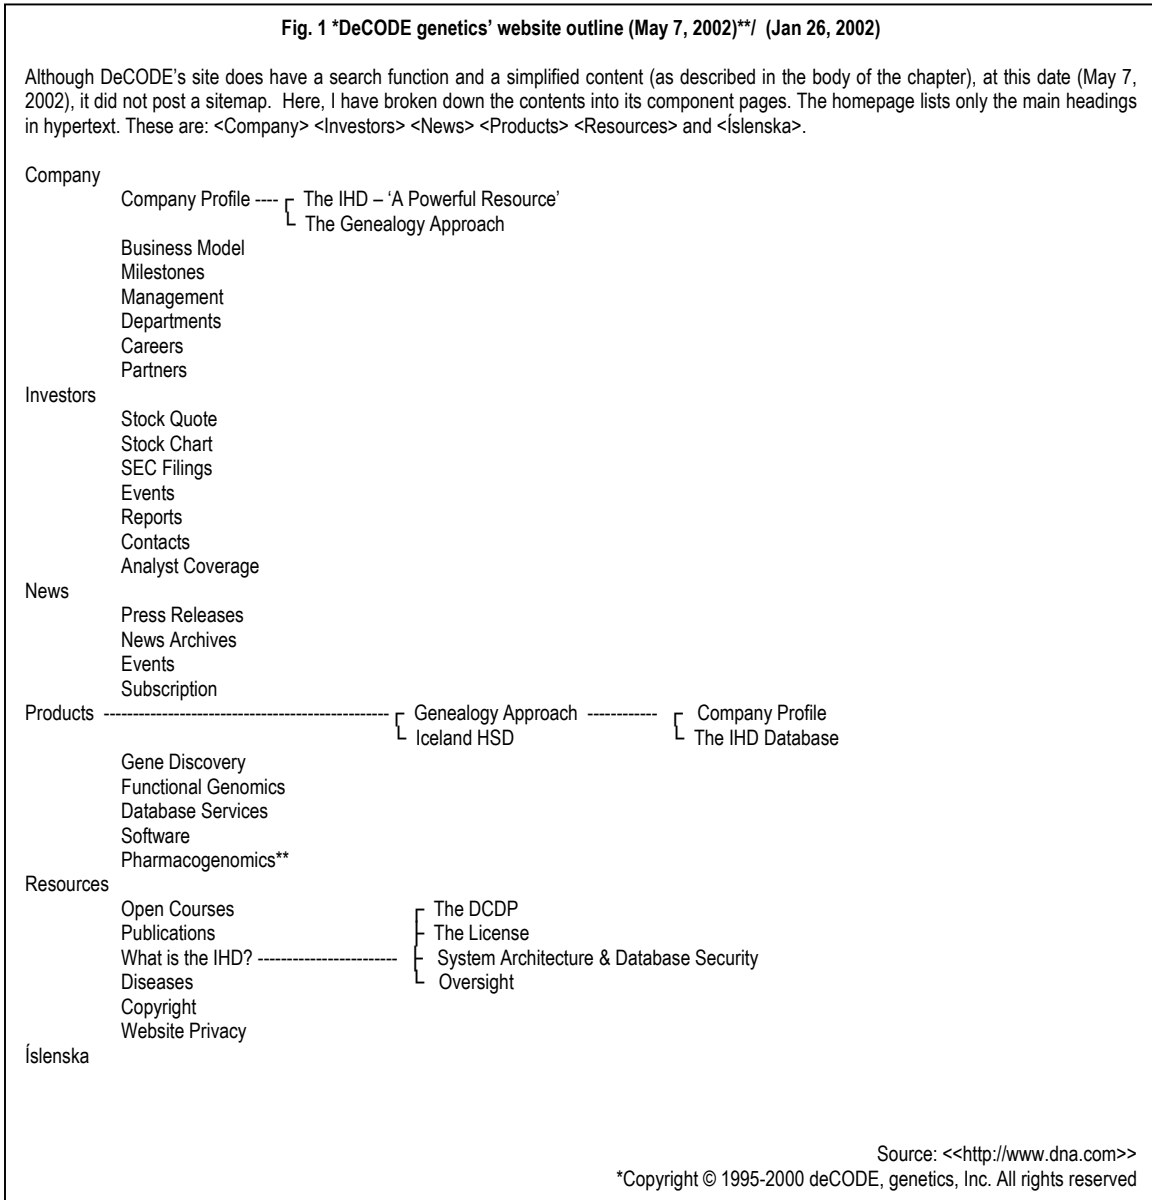 Fig. 1 *DeCODE genetics’ website outline (May 7, 2002)**/ (Jan 26, 2002)
Although DeCODE’s site does have a search function and a simplified content (as described in the body of the chapter), at this date (May 7,
2002), it did not post a sitemap. Here, I have broken down the contents into its component pages. The homepage lists only the main headings
in hypertext. These are: <Company> <Investors> <News> <Products> <Resources> and <Íslenska>.
Company
Company Profile ---- ┌ The IHD – ‘A Powerful Resource’
└ The Genealogy Approach
Business Model
Milestones
Management
Departments
Careers
Partners
Investors
Stock Quote
Stock Chart
SEC Filings
Events
Reports
Contacts
Analyst Coverage
News
Press Releases
News Archives
Events
Subscription
Products ------------------------------------------------- ┌ Genealogy Approach ------------ ┌ Company Profile
└ Iceland HSD └ The IHD Database
Gene Discovery
Functional Genomics
Database Services
Software
Pharmacogenomics**
Resources
Open Courses ┌ The DCDP
Publications ├ The License
What is the IHD? ------------------------ ├ System Architecture & Database Security
Diseases └ Oversight
Copyright
Website Privacy
Íslenska
Source: <<http://www.dna.com>>
*Copyright © 1995-2000 deCODE, genetics, Inc. All rights reserved